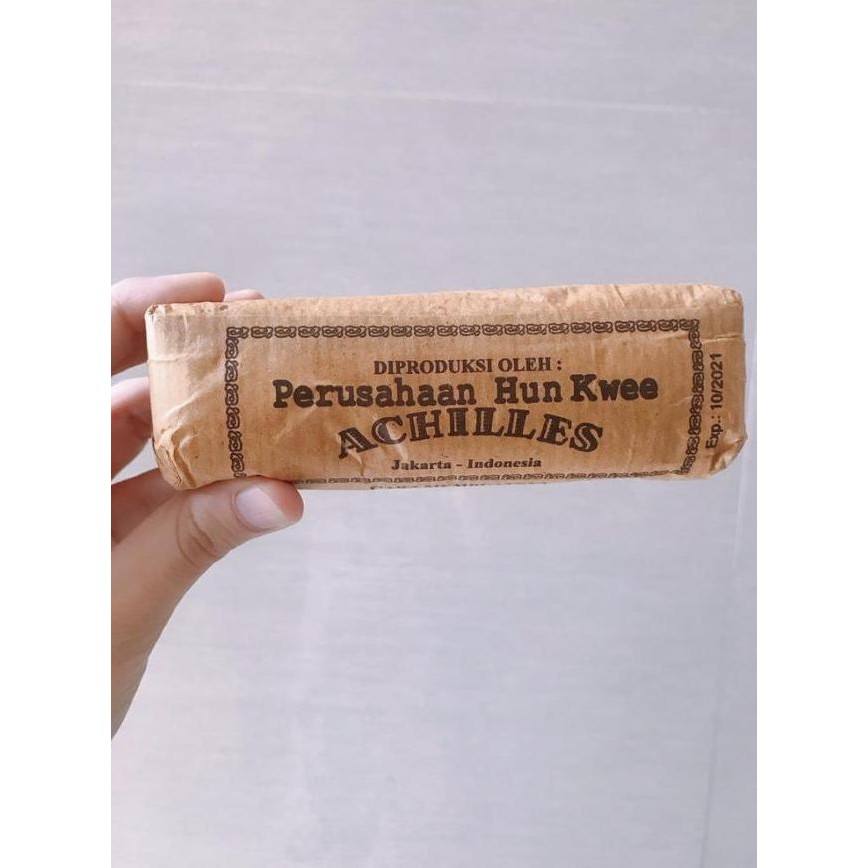 DIPRODUKSI OLEH :
Perusahaan Hun Kwee
ACHILLES
Jakarta - Indonesia
Exp.: 10/2021